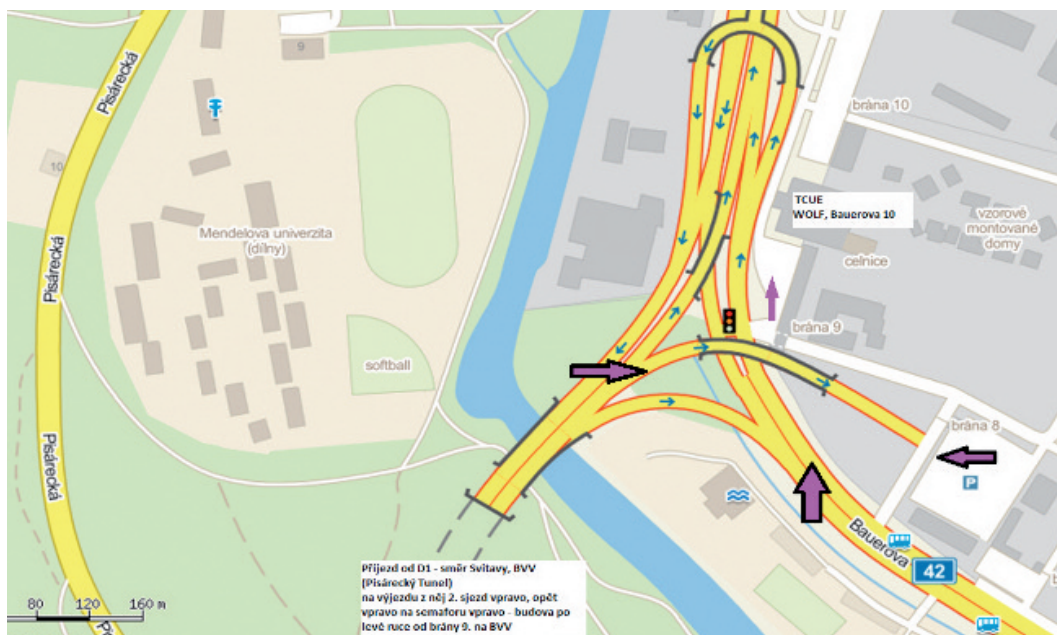 Pisárecká
9
brána 10
10
TCUE
WOLF, Bauerova 10
vzorové
montované
domy
Mendelova univerzita
(dílny)
Pisárecká
celnice
brána 9
softball
brána 8
P
Pisárecká
Bauerova
42
Příjezd od D1 - směr Svitavy, BVV
(Pisárecký Tunel)
na výjezdu z něj 2. sjezd vpravo, opět
vpravo na semaforu vpravo - budova po
levé ruce od brány 9. na BVV
80 120 160 m